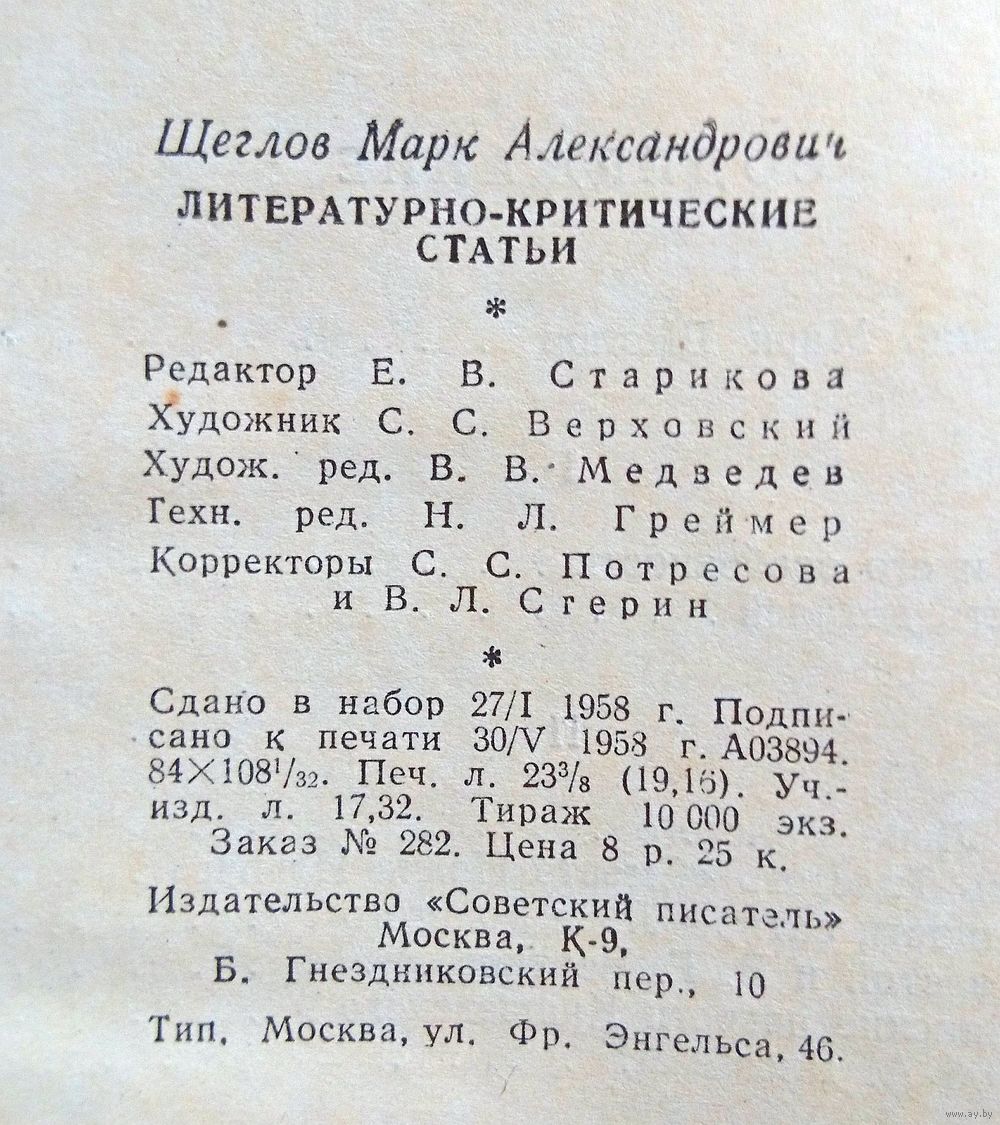 Щеглов Марк Александрович
ЛИТЕРАТУРНО-КРИТИЧЕСКИЕ
СТАТЬИ
*
Редактор Е. В. Старикова
Художник С. С. Верховский
Худож. ред. В. В. Медведев
Техн. ред. Н. Л. Греймер
Корректоры С. С. Потресова
и В. Л. Стерин
*
Сдано в набор 27/I 1958 г. Подпи-
сано к печати 30/V 1958 г. А03894.
84×108¹/₃₂. Печ. л. 23³/₈ (19,16). Уч.-
изд. л. 17,32. Тираж 10 000 экз.
Заказ № 282. Цена 8 р. 25 к.
Издательство «Советский писатель»
Москва, К-9,
Б. Гнездниковский пер., 10
Тип. Москва, ул. Фр. Энгельса, 46.
www.ay.by